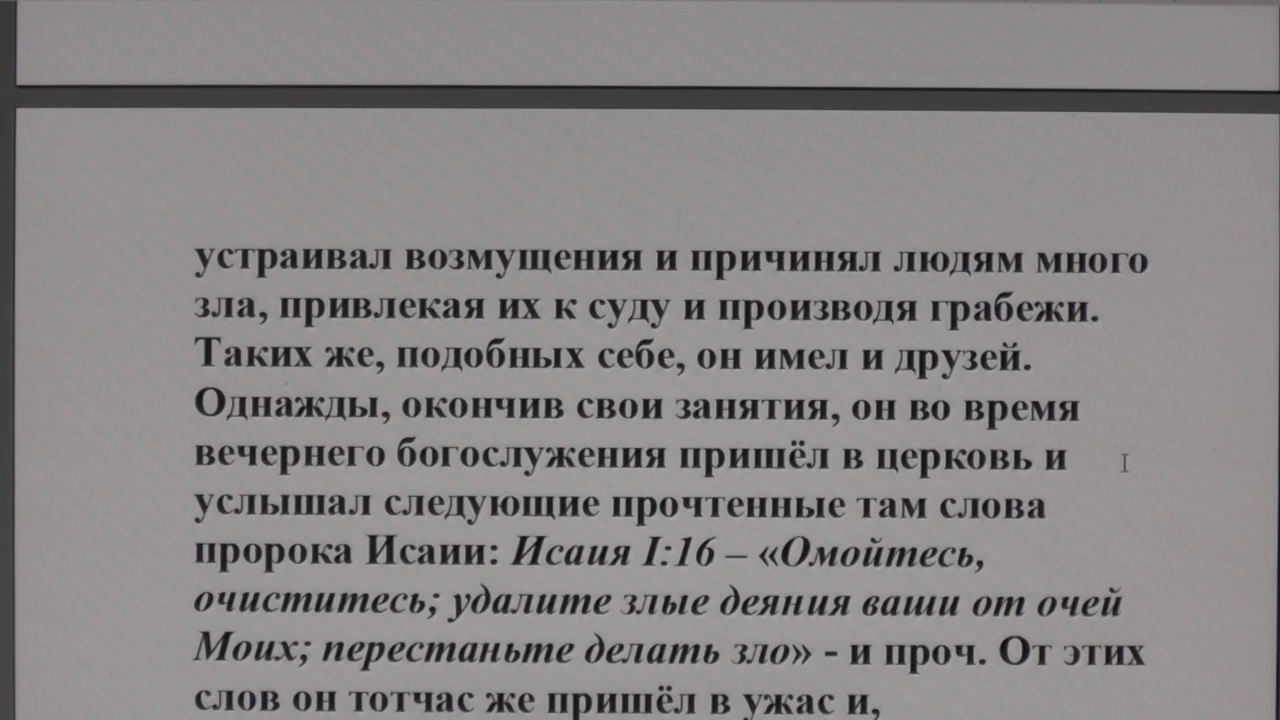 устраивал возмущения и причинял людям много
зла, привлекая их к суду и производя грабежи.
Таких же, подобных себе, он имел и друзей.
Однажды, окончив свои занятия, он во время
вечернего богослужения пришёл в церковь и
услышал следующие прочтенные там слова
пророка Исаии: Исаия I:16 – «Омойтесь,
очиститесь; удалите злые деяния ваши от очей
Моих; перестаньте делать зло» - и проч. От этих
слов он тотчас же пришёл в ужас и,